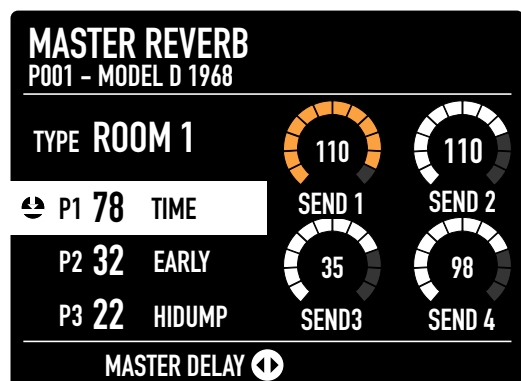 MASTER REVERB
P001 – MODEL D 1968
TYPE ROOM 1
110
SEND 1
110
SEND 2
P1 78 TIME
P2 32 EARLY
P3 22 HIDUMP
35
SEND3
98
SEND 4
MASTER DELAY